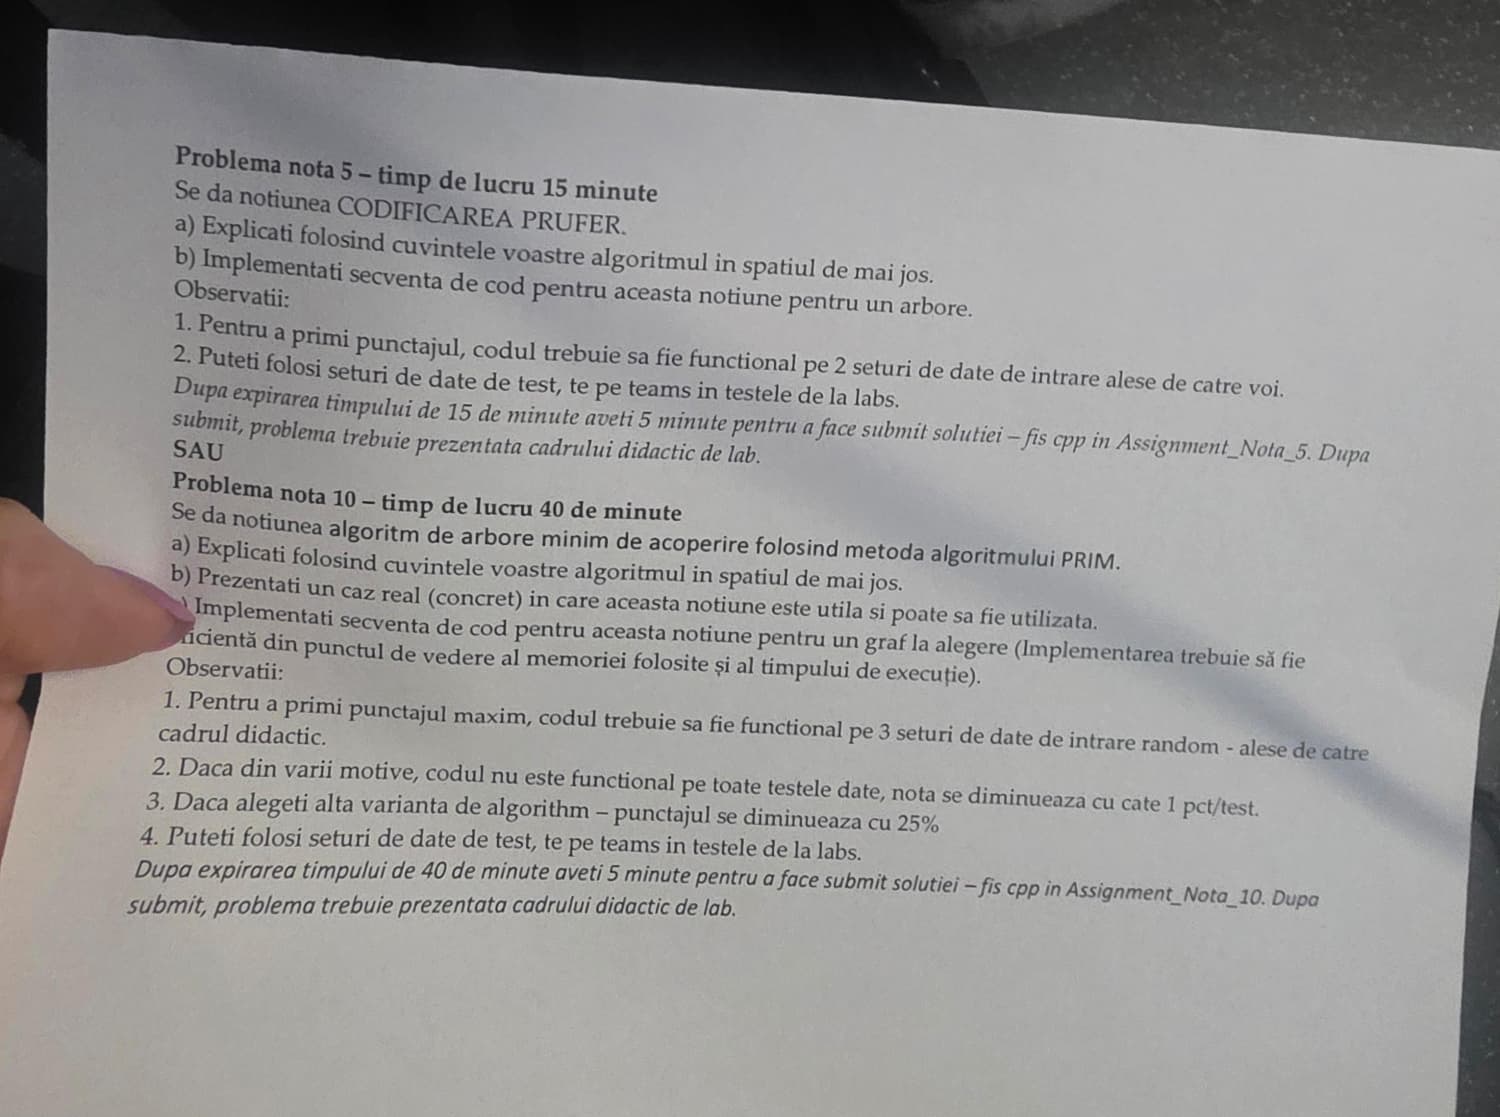 Problema nota 5 – timp de lucru 15 minute
Se da notiunea CODIFICAREA PRUFER.
a) Explicati folosind cuvintele voastre algoritmul in spatiul de mai jos.
b) Implementati secventa de cod pentru aceasta notiune pentru un arbore.
Observatii:
1. Pentru a primi punctajul, codul trebuie sa fie functional pe 2 seturi de date de intrare alese de catre voi.
2. Puteti folosi seturi de date de test, te pe teams in testele de la labs.
Dupa expirarea timpului de 15 de minute aveti 5 minute pentru a face submit solutiei – fis cpp in Assignment_Nota_5. Dupa
submit, problema trebuie prezentata cadrului didactic de lab.
SAU
Problema nota 10 – timp de lucru 40 de minute
Se da notiunea algoritm de arbore minim de acoperire folosind metoda algoritmului PRIM.
a) Explicati folosind cuvintele voastre algoritmul in spatiul de mai jos.
b) Prezentati un caz real (concret) in care aceasta notiune este utila si poate sa fie utilizata.
) Implementati secventa de cod pentru aceasta notiune pentru un graf la alegere (Implementarea trebuie să fie
icientă din punctul de vedere al memoriei folosite și al timpului de execuție).
Observatii:
1. Pentru a primi punctajul maxim, codul trebuie sa fie functional pe 3 seturi de date de intrare random - alese de catre
cadrul didactic.
2. Daca din varii motive, codul nu este functional pe toate testele date, nota se diminueaza cu cate 1 pct/test.
3. Daca alegeti alta varianta de algorithm – punctajul se diminueaza cu 25%
4. Puteti folosi seturi de date de test, te pe teams in testele de la labs.
Dupa expirarea timpului de 40 de minute aveti 5 minute pentru a face submit solutiei – fis cpp in Assignment_Nota_10. Dupa
submit, problema trebuie prezentata cadrului didactic de lab.